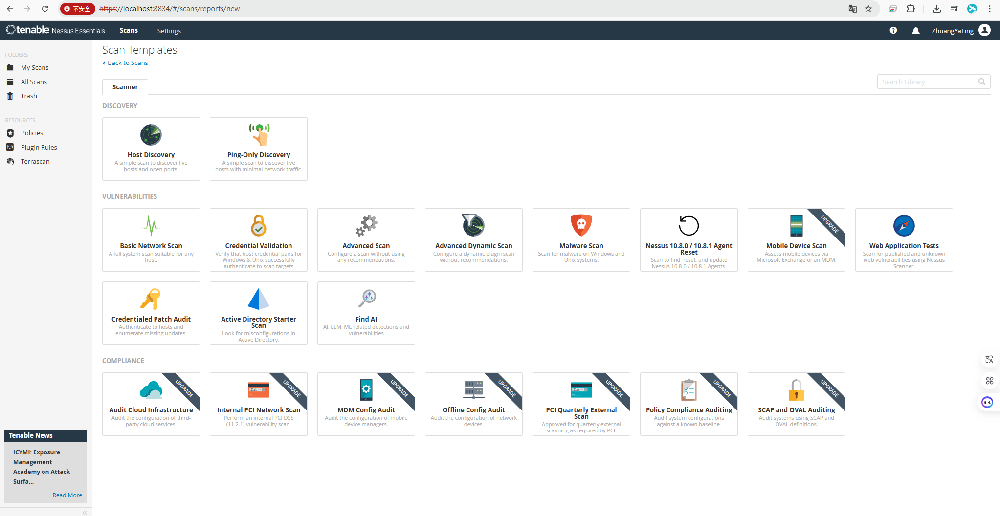 不安全 https://localhost:8834/#/scans/reports/new
tenable Nessus Essentials Scans Settings ZhuangYaTing
FOLDERS
My Scans
All Scans
Trash
RESOURCES
Policies
Plugin Rules
Terrascan
Tenable News
ICYMI: Exposure
Management
Academy on Attack
Surfa...
Read More
Scan Templates
Back to Scans
Scanner
Search Library
DISCOVERY
Host Discovery
A simple scan to discover live
hosts and open ports.
Ping-Only Discovery
A simple scan to discover live
hosts with minimal network traffic.
VULNERABILITIES
Basic Network Scan
A full system scan suitable for any
host.
Credential Validation
Verify that host credential pairs for
Windows & Unix successfully
authenticate to scan targets
Advanced Scan
Configure a scan without using
any recommendations.
Advanced Dynamic Scan
Configure a dynamic plugin scan
without recommendations.
Malware Scan
Scan for malware on Windows and
Unix systems.
Nessus 10.8.0 / 10.8.1 Agent
Reset
Scan to find, reset, and update
Nessus 10.8.0 / 10.8.1 Agents.
UPGRADE
Mobile Device Scan
Assess mobile devices via
Microsoft Exchange or an MDM.
Web Application Tests
Scan for published and unknown
web vulnerabilities using Nessus
Scanner.
Credentialed Patch Audit
Authenticate to hosts and
enumerate missing updates.
Active Directory Starter
Scan
Look for misconfigurations in
Active Directory.
Find AI
AI, LLM, ML related detections and
vulnerabilities
COMPLIANCE
UPGRADE
Audit Cloud Infrastructure
Audit the configuration of third-
party cloud services.
UPGRADE
Internal PCI Network Scan
Perform an internal PCI DSS
(11.2.1) vulnerability scan.
UPGRADE
MDM Config Audit
Audit the configuration of mobile
device managers.
UPGRADE
Offline Config Audit
Audit the configuration of network
devices.
UPGRADE
PCI Quarterly External
Scan
Approved for quarterly external
scanning as required by PCI.
UPGRADE
Policy Compliance Auditing
Audit system configurations
against a known baseline.
UPGRADE
SCAP and OVAL Auditing
Audit systems using SCAP and
OVAL definitions.